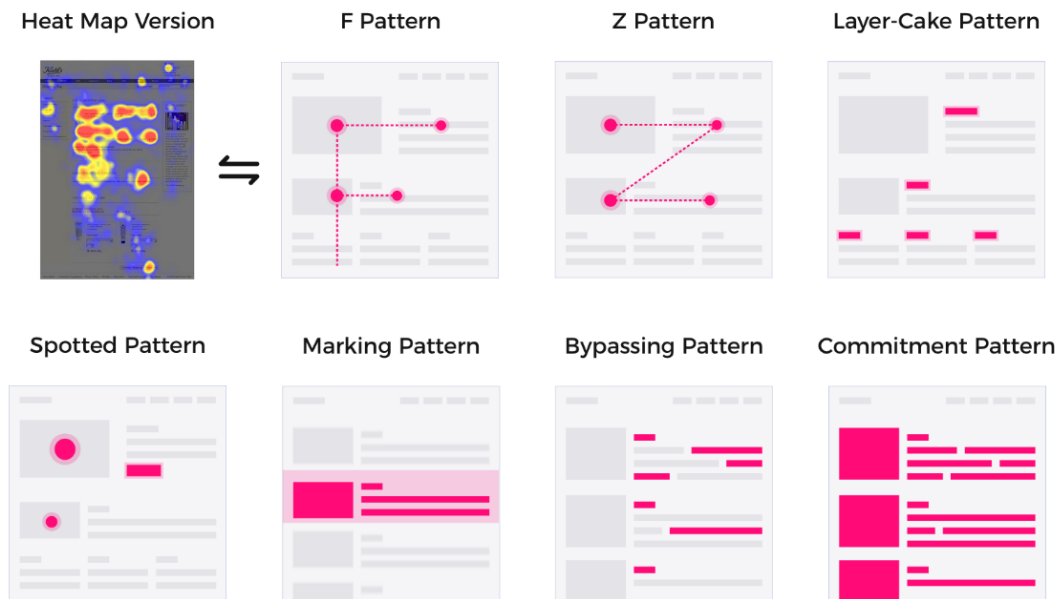 Heat Map Version
F Pattern
Z Pattern
Layer-Cake Pattern
Spotted Pattern
Marking Pattern
Bypassing Pattern
Commitment Pattern